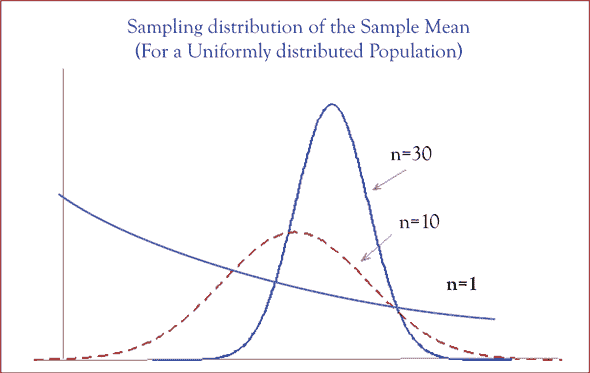 Sampling distribution of the Sample Mean
(For a Uniformly distributed Population)
n=30
n=10
n=1